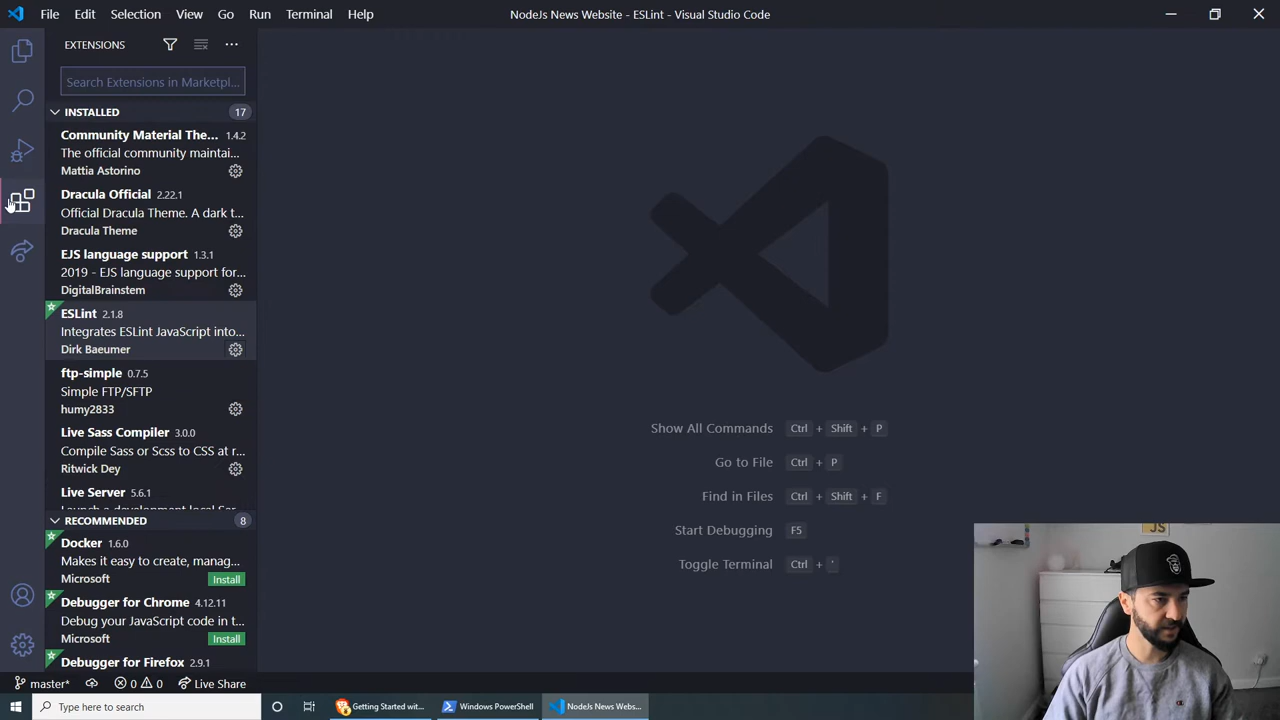 File Edit Selection View Go Run Terminal Help
NodeJs News Website - ESLint - Visual Studio Code
EXTENSIONS
Search Extensions in Marketpl...
INSTALLED 17
Community Material The... 1.4.2
The official community maintai...
Mattia Astorino
Dracula Official 2.22.1
Official Dracula Theme. A dark t...
Dracula Theme
EJS language support 1.3.1
2019 - EJS language support for...
DigitalBrainstem
ESLint 2.1.8
Integrates ESLint JavaScript into...
Dirk Baeumer
ftp-simple 0.7.5
Simple FTP/SFTP
humy2833
Live Sass Compiler 3.0.0
Compile Sass or Scss to CSS at r...
Ritwick Dey
Live Server 5.6.1
RECOMMENDED 8
Docker 1.6.0
Makes it easy to create, manag...
Microsoft Install
Debugger for Chrome 4.12.11
Debug your JavaScript code in t...
Microsoft Install
Debugger for Firefox 2.9.1
Show All Commands Ctrl + Shift + P
Go to File Ctrl + P
Find in Files Ctrl + Shift + F
Start Debugging F5
Toggle Terminal Ctrl + '
JS
master* 0 0 Live Share
Type here to search
Getting Started wit...
Windows PowerShell
NodeJs News Webs...